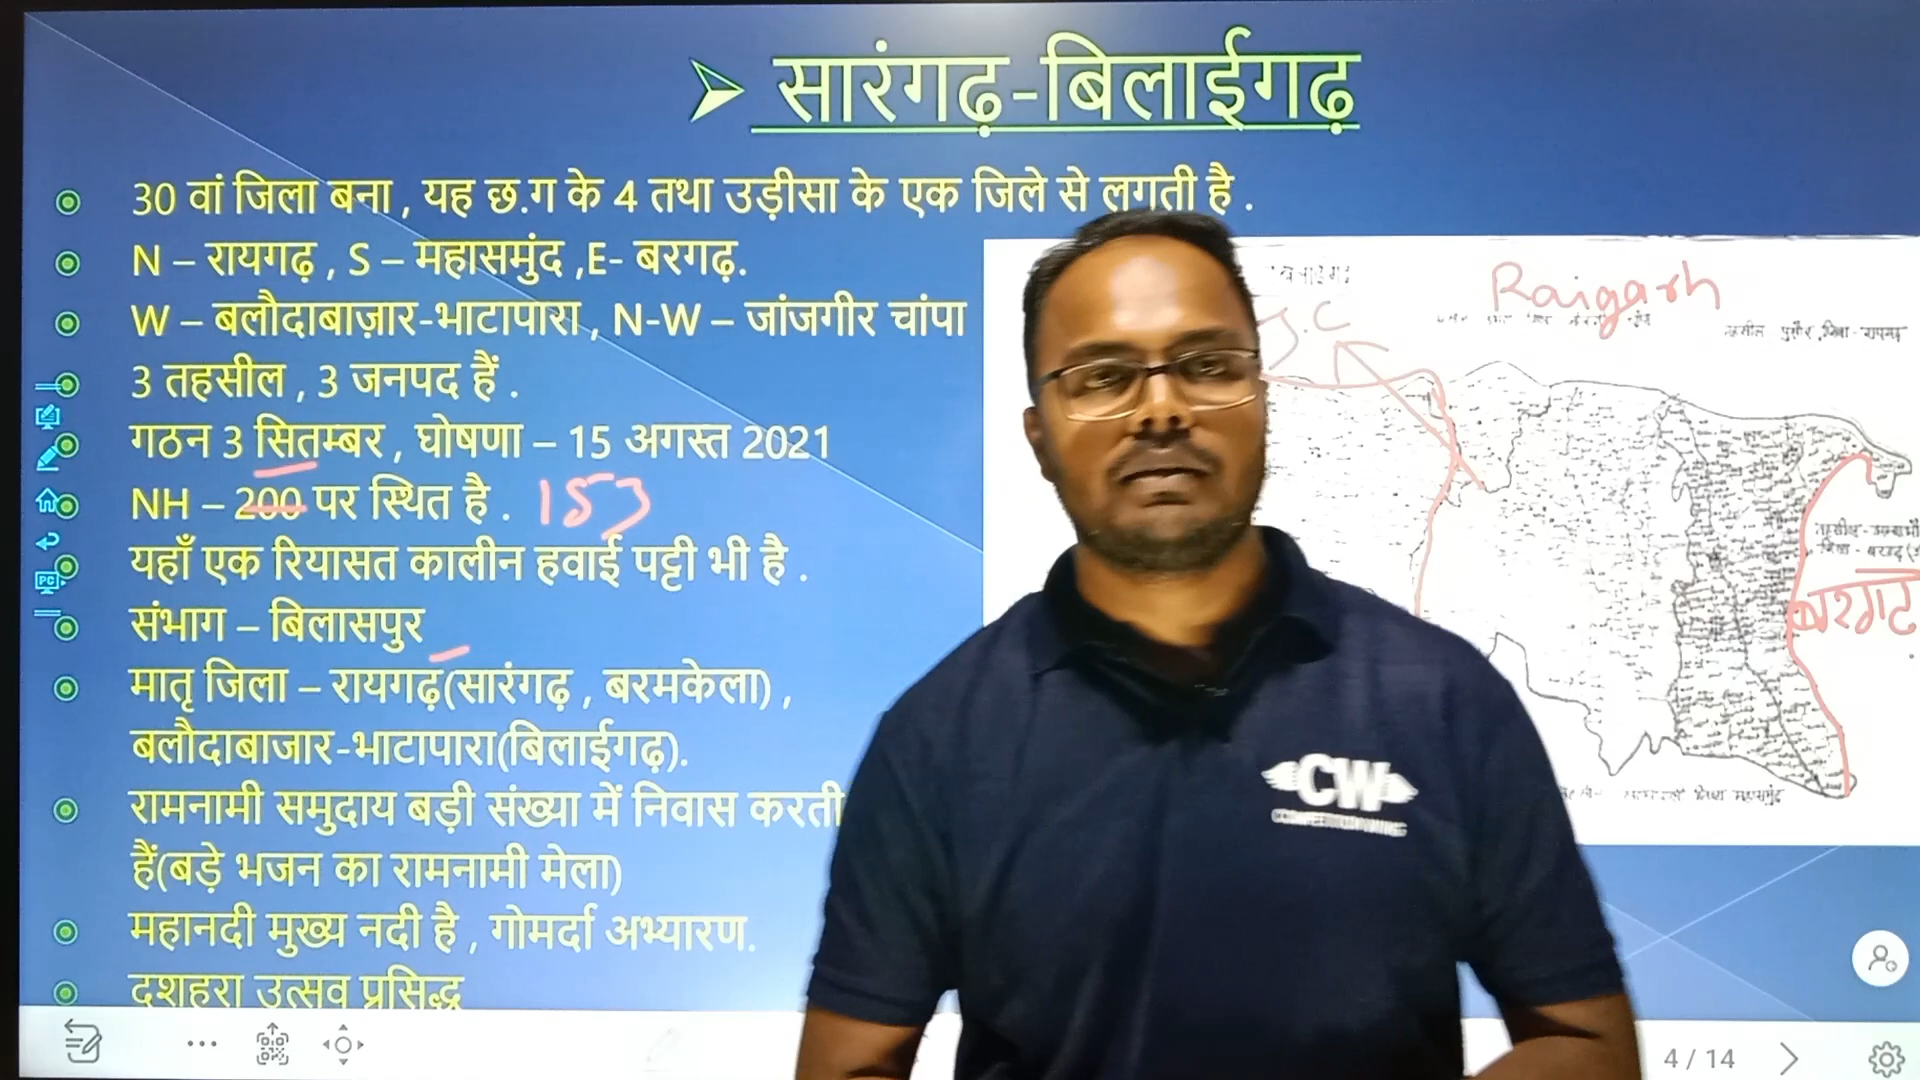 सारंगढ़-बिलाईगढ़
30 वां जिला बना , यह छ.ग के 4 तथा उड़ीसा के एक जिले से लगती है .
N – रायगढ़ , S – महासमुंद ,E- बरगढ़.
W – बलौदाबाज़ार-भाटापारा , N-W – जांजगीर चांपा
3 तहसील , 3 जनपद हैं .
गठन 3 सितम्बर , घोषणा – 15 अगस्त 2021
NH – 200 पर स्थित है . 153
यहाँ एक रियासत कालीन हवाई पट्टी भी है .
संभाग – बिलासपुर
मातृ जिला – रायगढ़(सारंगढ़ , बरमकेला) ,
बलौदाबाजार-भाटापारा(बिलाईगढ़).
रामनामी समुदाय बड़ी संख्या में निवास करती
हैं(बड़े भजन का रामनामी मेला)
महानदी मुख्य नदी है , गोमर्दा अभ्यारण.
दशहरा उत्सव प्रसिद्ध
Raigarh
J.C
बरगढ
CW
PC
4 / 14